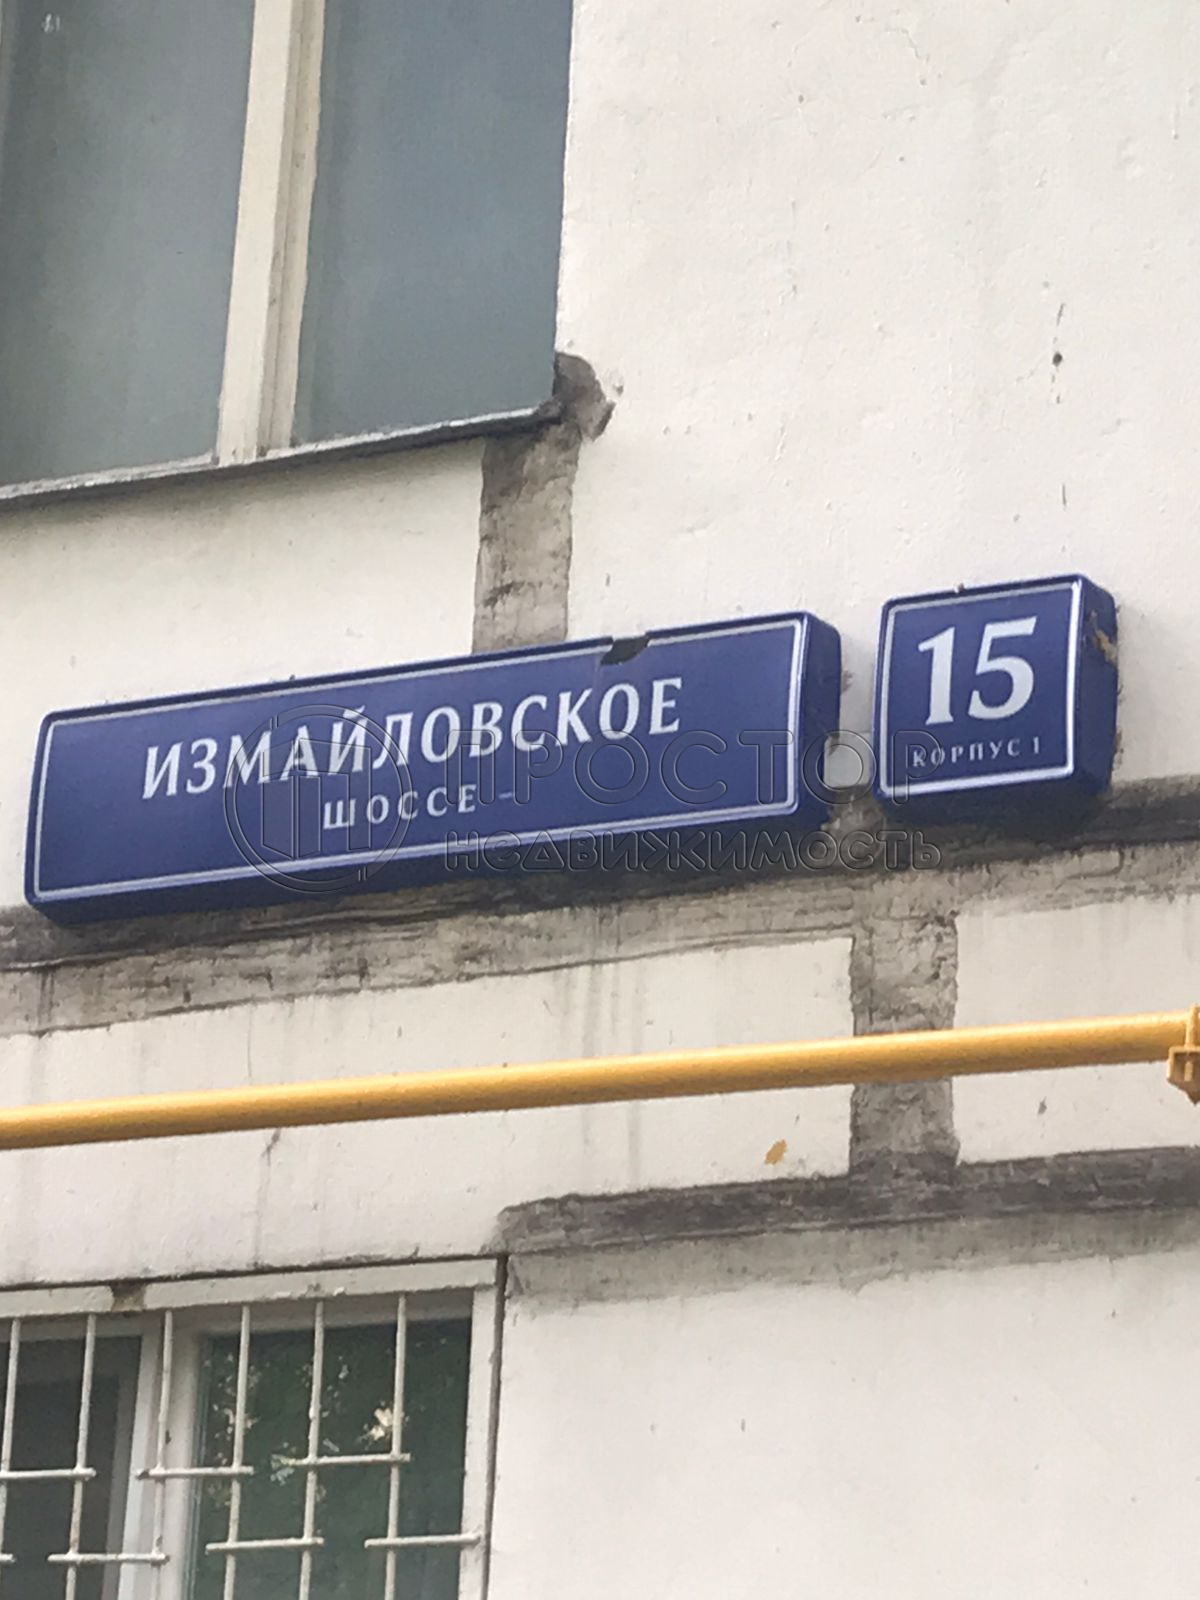 ИЗМАЙЛОВСКОЕ
ШОССЕ
15
КОРПУС 1
ПРОСТОР
недвижимость